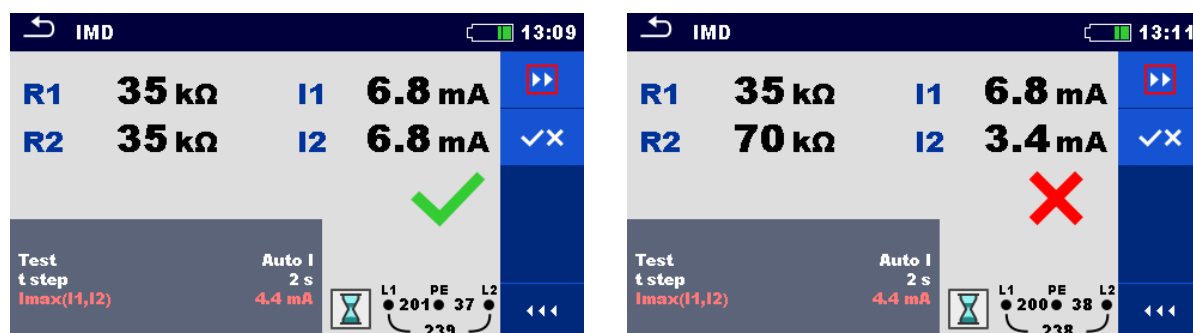 IMD 13:09
R1 35 kΩ I1 6.8 mA
R2 35 kΩ I2 6.8 mA
Test Auto I
t step 2 s
Imax(I1,I2) 4.4 mA
L1 PE L2
201 37
239
IMD 13:11
R1 35 kΩ I1 6.8 mA
R2 70 kΩ I2 3.4 mA
Test Auto I
t step 2 s
Imax(I1,I2) 4.4 mA
L1 PE L2
200 38
238